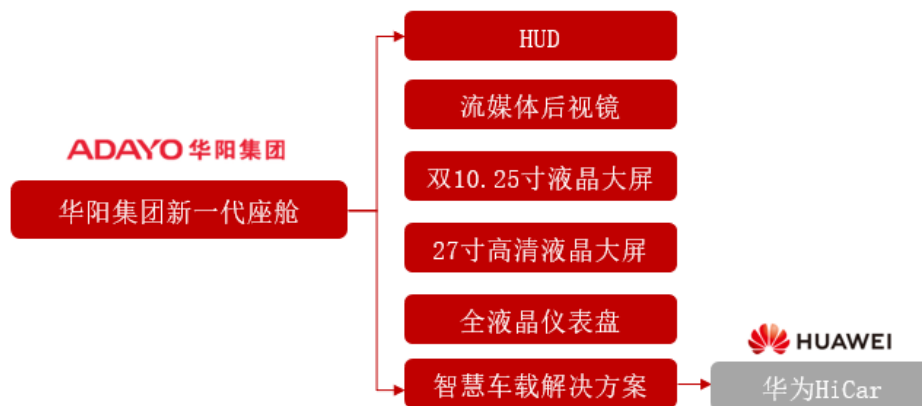 HUD
流媒体后视镜
ADAYO 华阳集团
双10.25寸液晶大屏
华阳集团新一代座舱
27寸高清液晶大屏
全液晶仪表盘
HUAWEI
智慧车载解决方案
华为HiCar